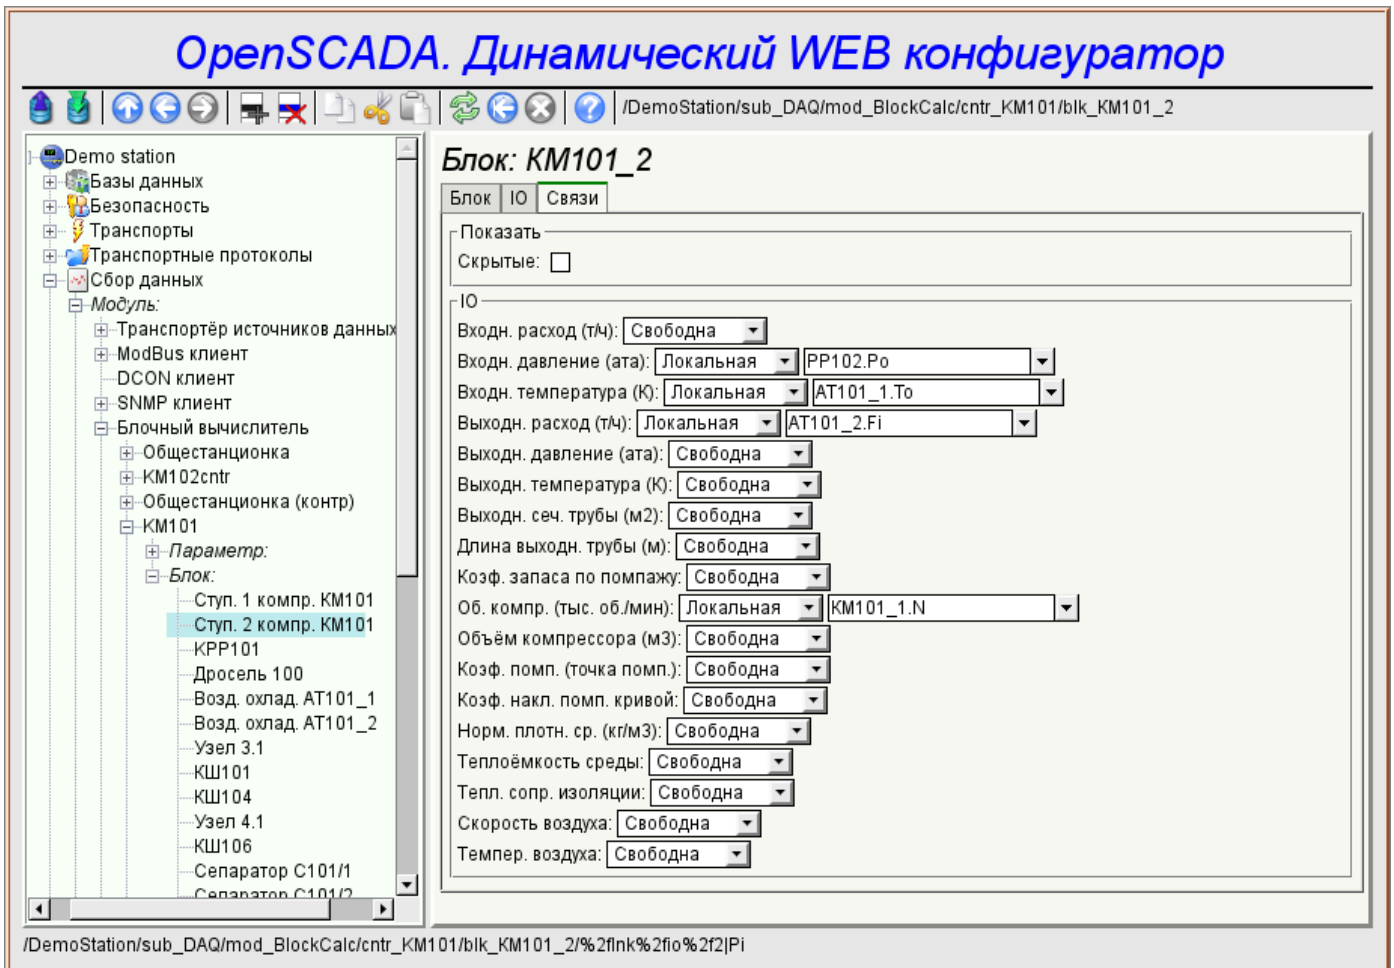 OpenSCADA. Динамический WEB конфигуратор
/DemoStation/sub_DAQ/mod_BlockCalc/cntr_KM101/blk_KM101_2
Demo station
Базы данных
Безопасность
Транспорты
Транспортные протоколы
Сбор данных
Модуль:
Транспортёр источников данных
ModBus клиент
DCON клиент
SNMP клиент
Блочный вычислитель
Общестанционка
KM102cntr
Общестанционка (контр)
KM101
Параметр:
Блок:
Ступ. 1 компр. КМ101
Ступ. 2 компр. КМ101
КРР101
Дросель 100
Возд. охлад. АТ101_1
Возд. охлад. АТ101_2
Узел 3.1
КШ101
КШ104
Узел 4.1
КШ106
Сепаратор С101/1
Сепаратор С101/2
Блок: KM101_2
Блок IO Связи
Показать
Скрытые:
IO
Входн. расход (т/ч): Свободна
Входн. давление (ата): Локальная PP102.Po
Входн. температура (К): Локальная AT101_1.To
Выходн. расход (т/ч): Локальная AT101_2.Fi
Выходн. давление (ата): Свободна
Выходн. температура (К): Свободна
Выходн. сеч. трубы (м2): Свободна
Длина выходн. трубы (м): Свободна
Коэф. запаса по помпажу: Свободна
Об. компр. (тыс. об./мин): Локальная KM101_1.N
Объём компрессора (м3): Свободна
Коэф. помп. (точка помп.): Свободна
Коэф. накл. помп. кривой: Свободна
Норм. плотн. ср. (кг/м3): Свободна
Теплоёмкость среды: Свободна
Тепл. сопр. изоляции: Свободна
Скорость воздуха: Свободна
Темпер. воздуха: Свободна
/DemoStation/sub_DAQ/mod_BlockCalc/cntr_KM101/blk_KM101_2/%2flnk%2fio%2f2|Pi